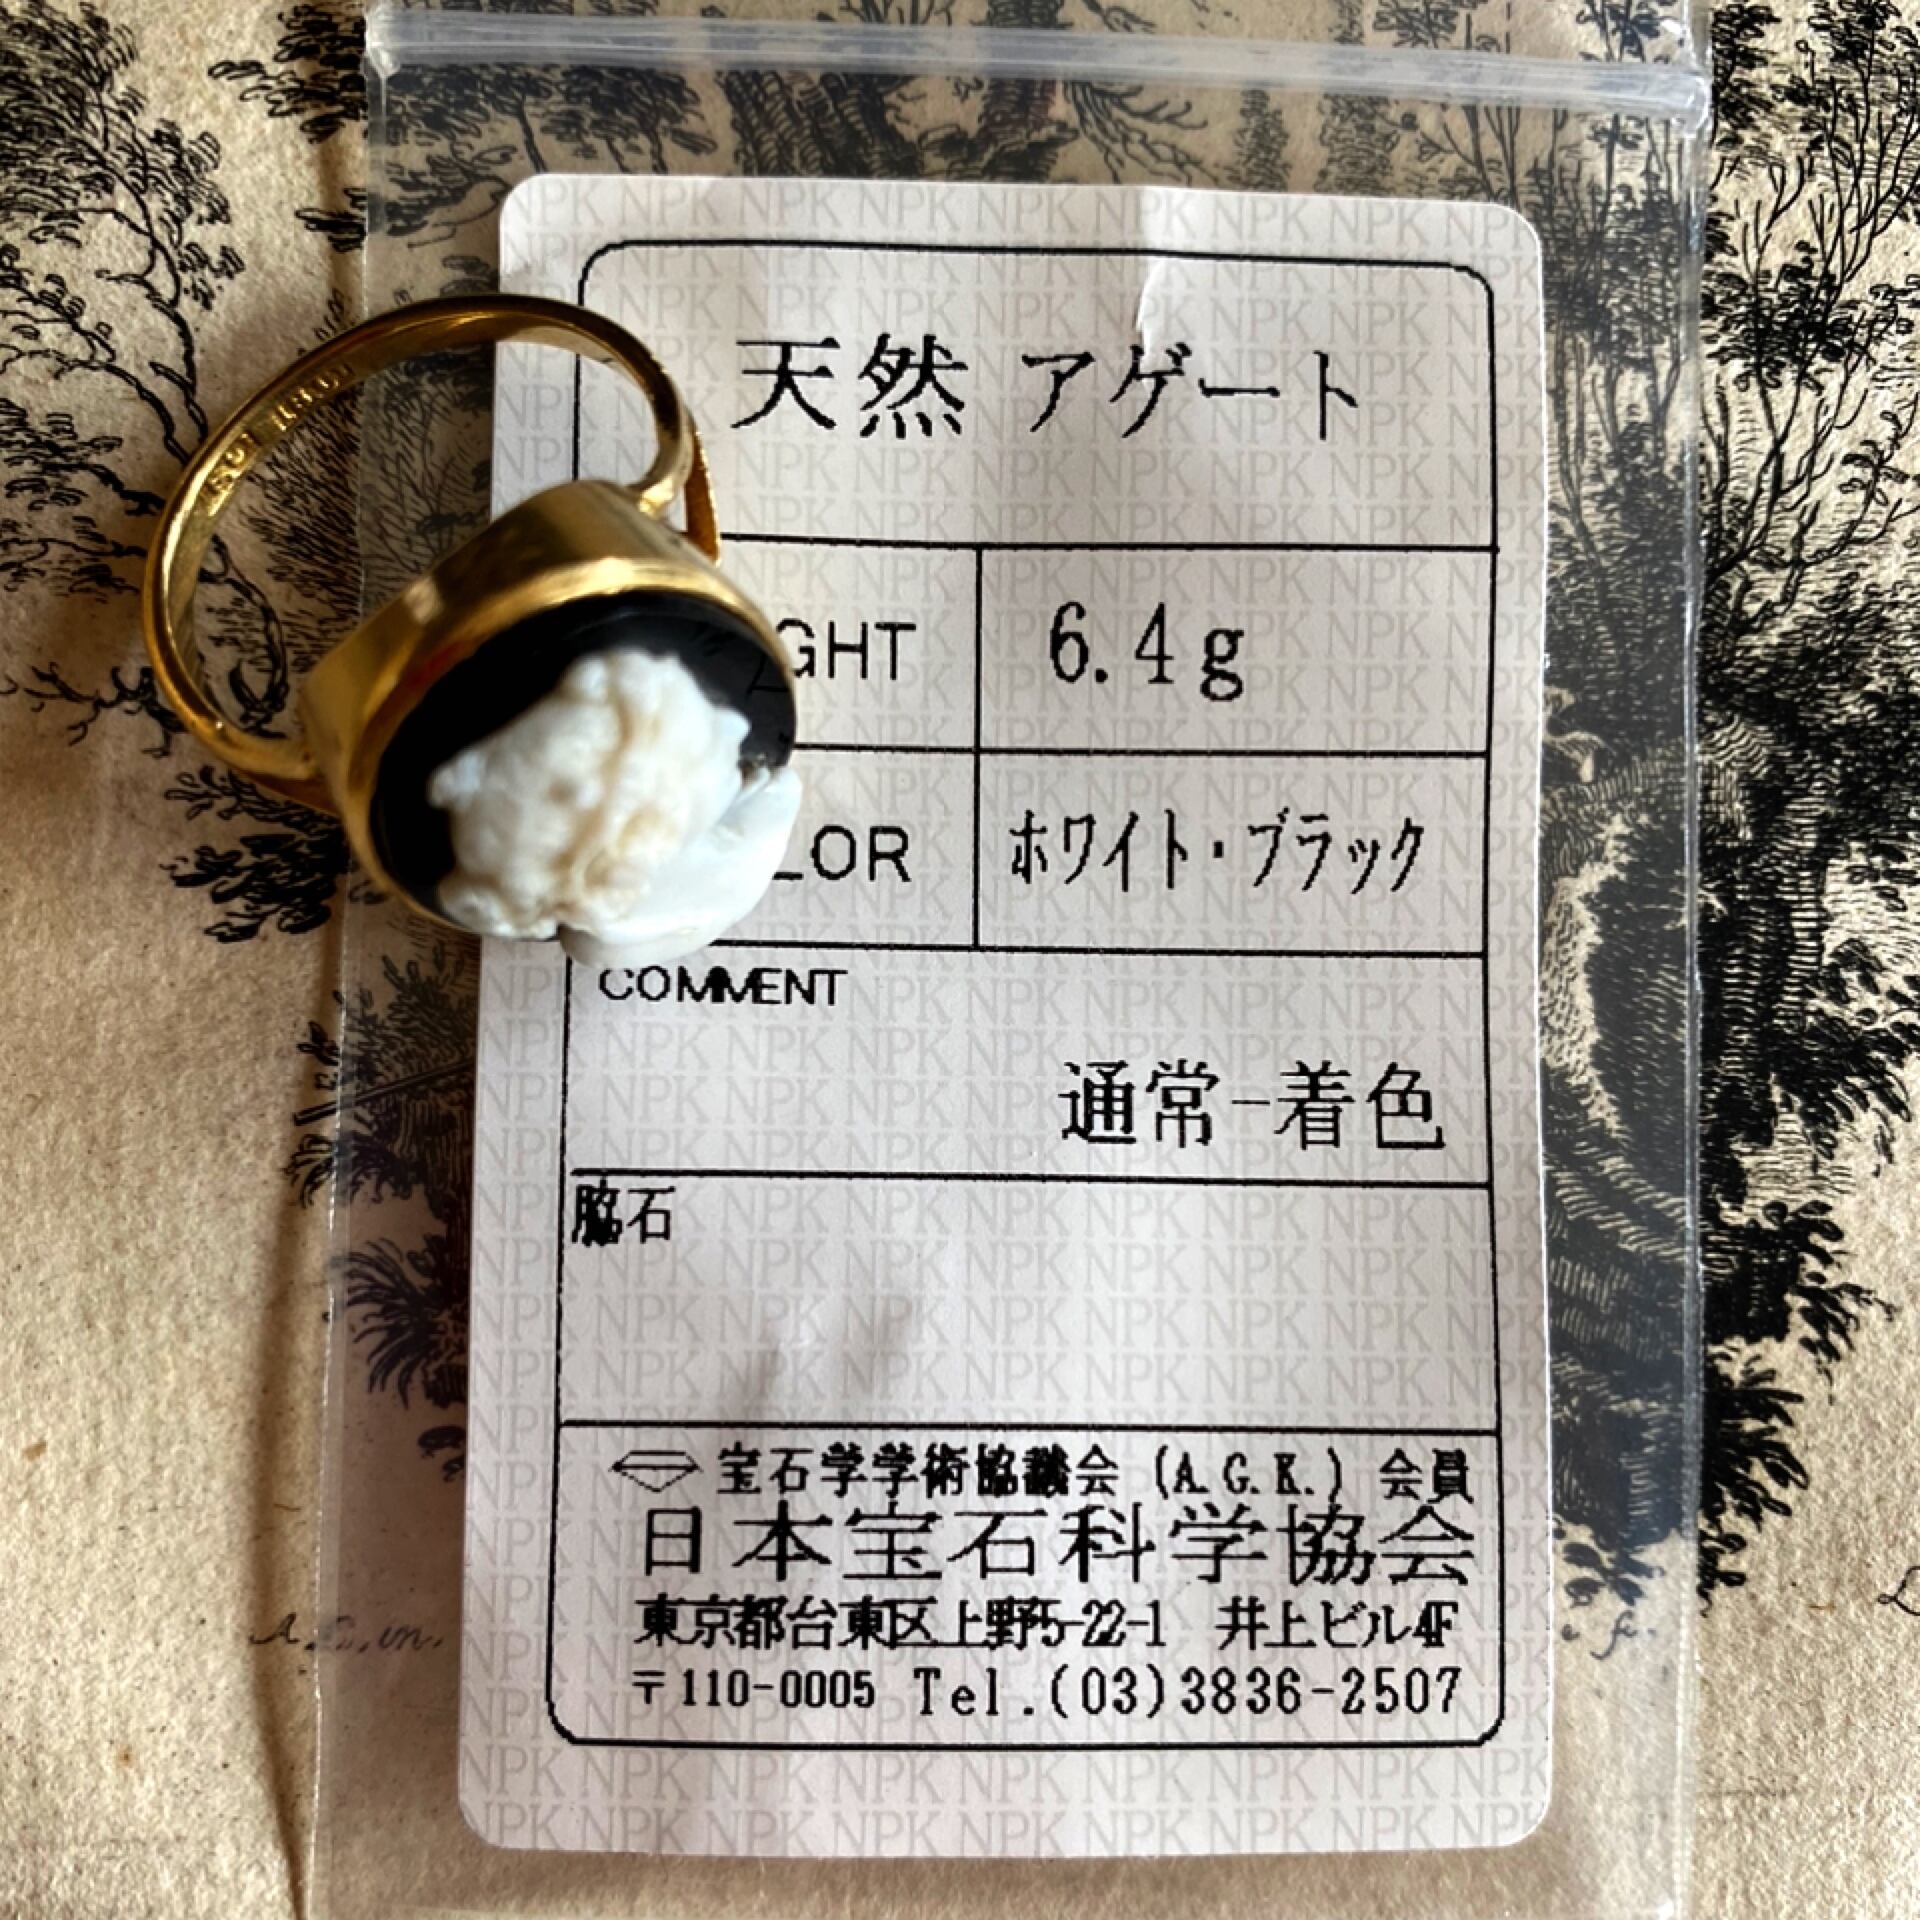 天然 アゲート
GHT 6.4g
LOR ホワイト・ブラック
COMMENT
通常-着色
脇石
宝石学学術協議会 (A.G.K.) 会員
日本宝石科学協会
東京都台東区上野5-22-1 井上ビル4F
〒110-0005 Tel.(03)3836-2507